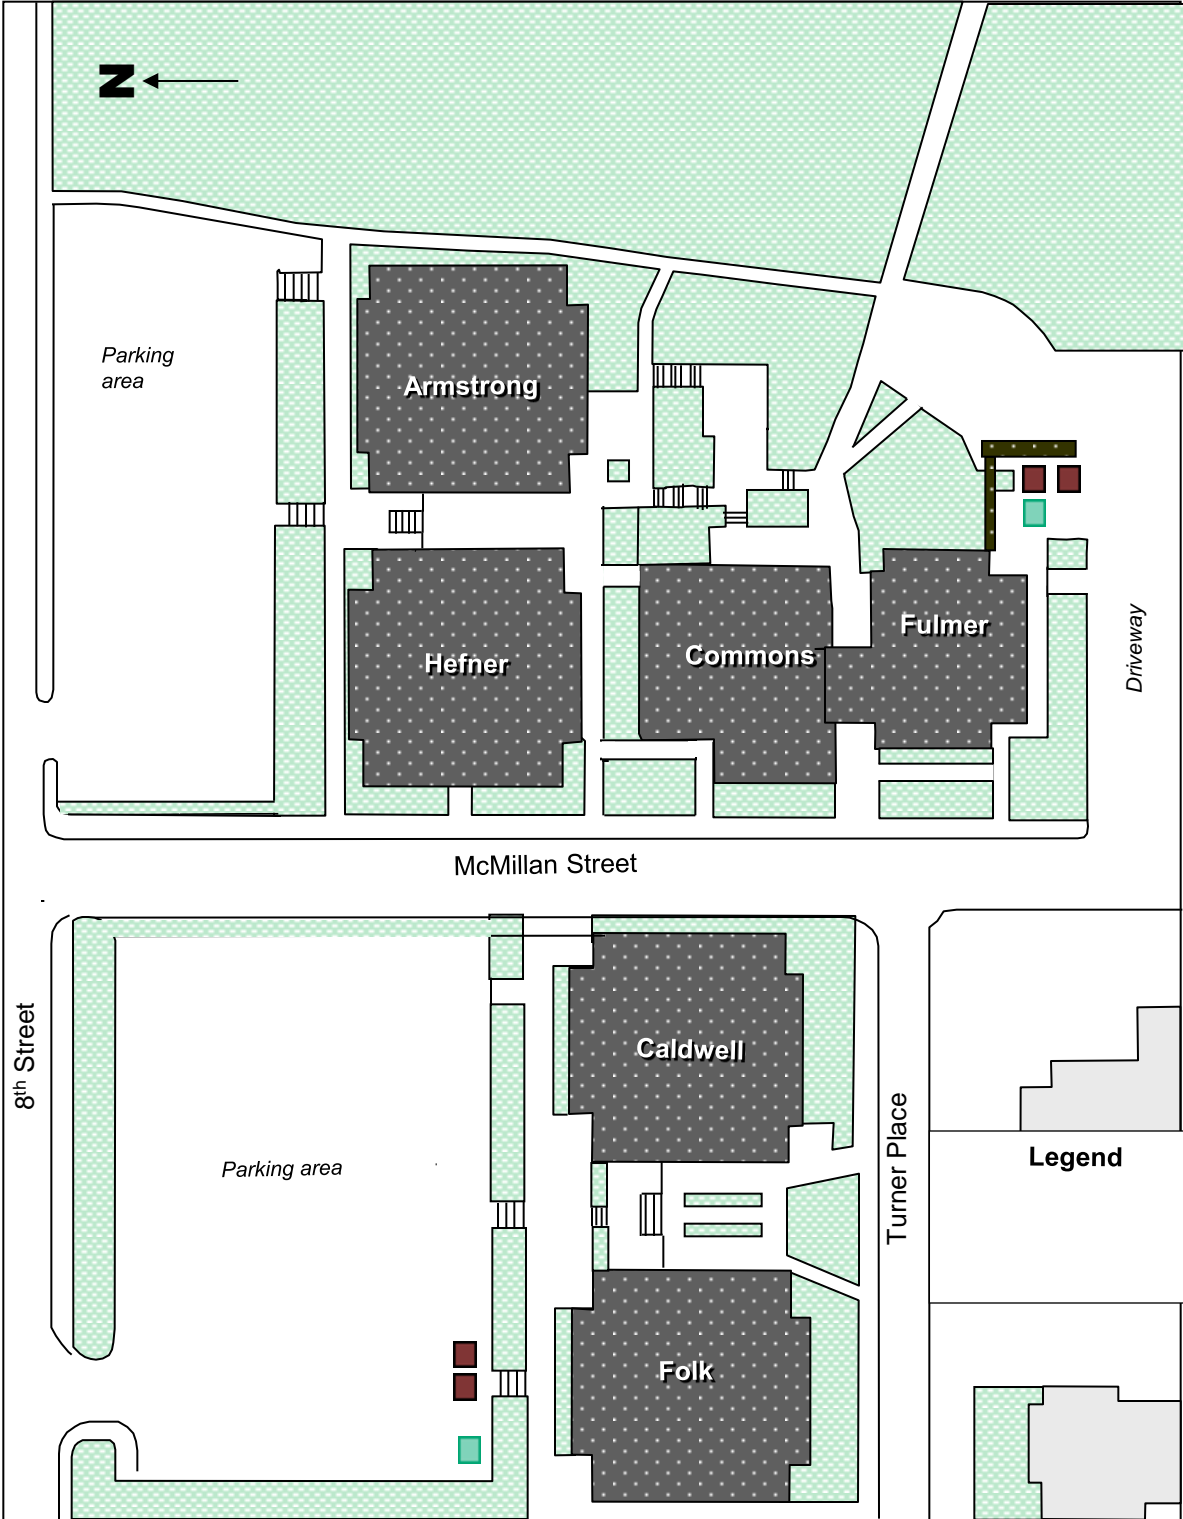 N
Parking
area
Armstrong
Fulmer
Commons
Hefner
Driveway
McMillan Street
8th Street
Caldwell
Turner Place
Legend
Parking area
Folk